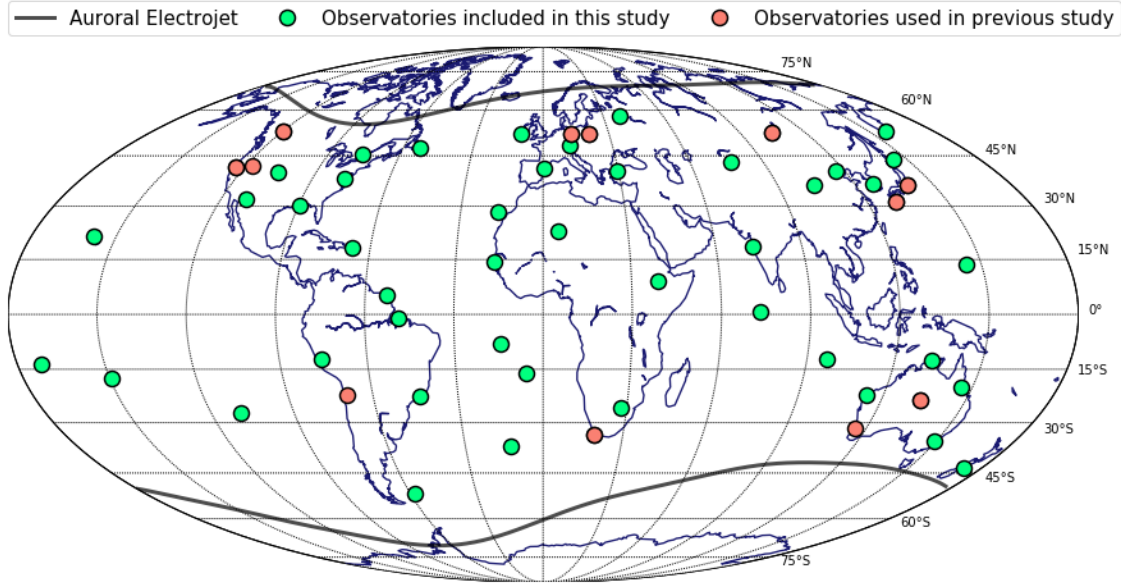 Auroral Electrojet Observatories included in this study Observatories used in previous study
75°N
60°N
45°N
30°N
15°N
0°
15°S
30°S
45°S
60°S
75°S